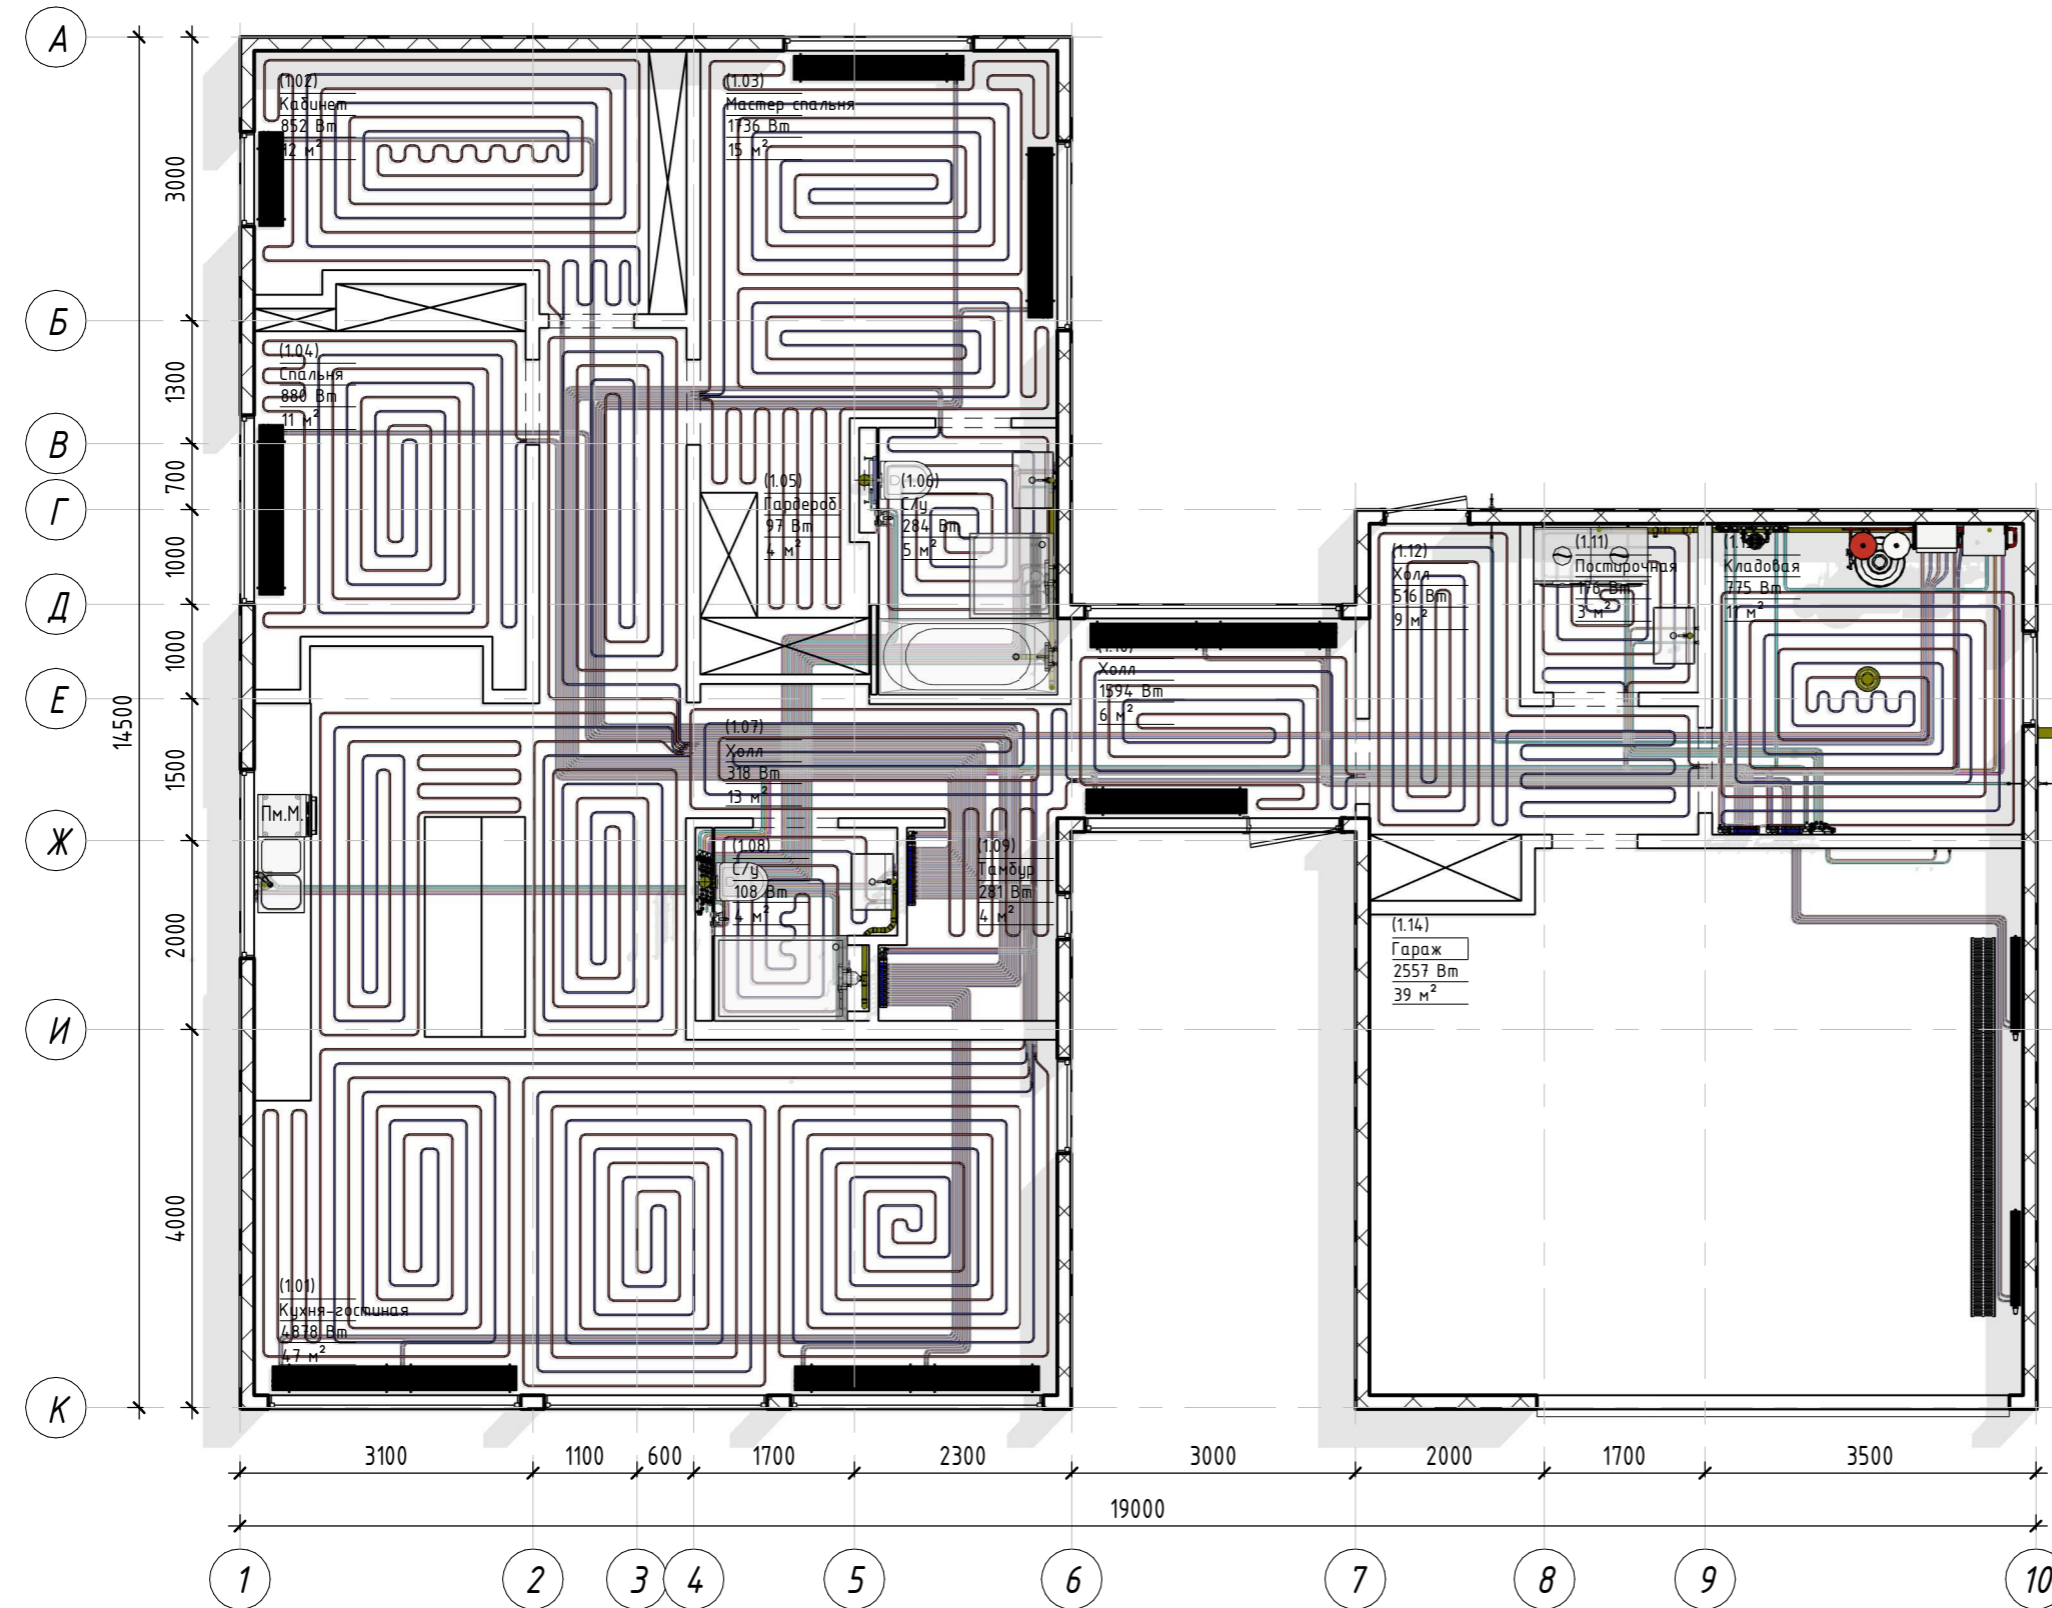 А
Б
В
Г
Д
Е
Ж
И
К
3000
1300
700
1000
1000
1500
2000
4000
14500
(1.02)
Кабинет
852 Вт
12 м²
(1.03)
Мастер спальня
1736 Вт
15 м²
(1.04)
Спальня
880 Вт
11 м²
(1.05)
Гардероб
97 Вт
4 м²
(1.06)
С/у
284 Вт
5 м²
(1.07)
Холл
318 Вт
13 м²
(1.10)
Холл
1594 Вт
6 м²
(1.12)
Холл
516 Вт
9 м²
(1.11)
Постирочная
176 Вт
3 м²
Кладовая
775 Вт
11 м²
Пм.М.
(1.08)
С/у
108 Вт
4 м²
(1.09)
Тамбур
281 Вт
4 м²
(1.14)
Гараж
2557 Вт
39 м²
(1.01)
Кухня-гостиная
4878 Вт
47 м²
3100
1100
600
1700
2300
3000
2000
1700
3500
19000
1
2
3
4
5
6
7
8
9
10